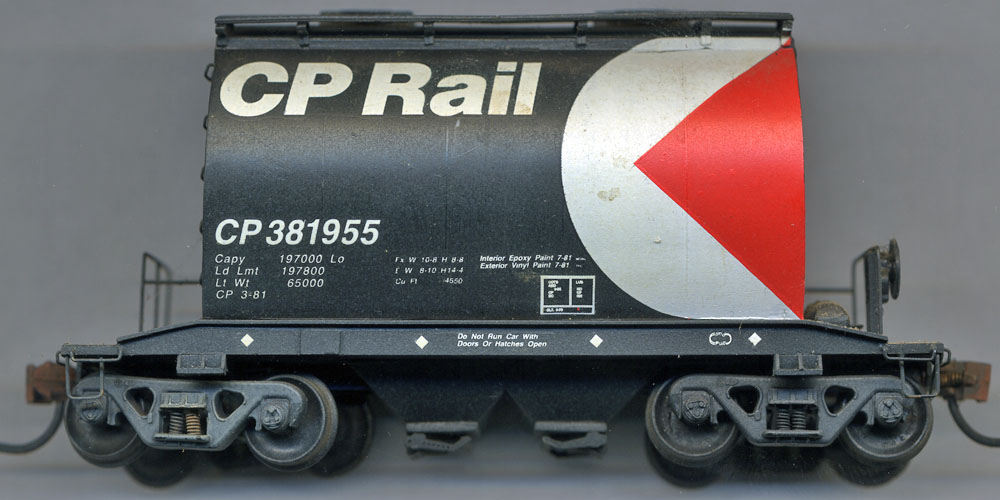 CP Rail
CP 381955
Capy 197000 Lo
Ld Lmt 197800
Lt Wt 65000
CP 3-81
Ex W 10-8 H 8-8
E W 8-10 H14-4
Cu Ft 4550
Interior Epoxy Paint 7-81
Exterior Vinyl Paint 7-81
Do Not Run Car With
Doors Or Hatches Open